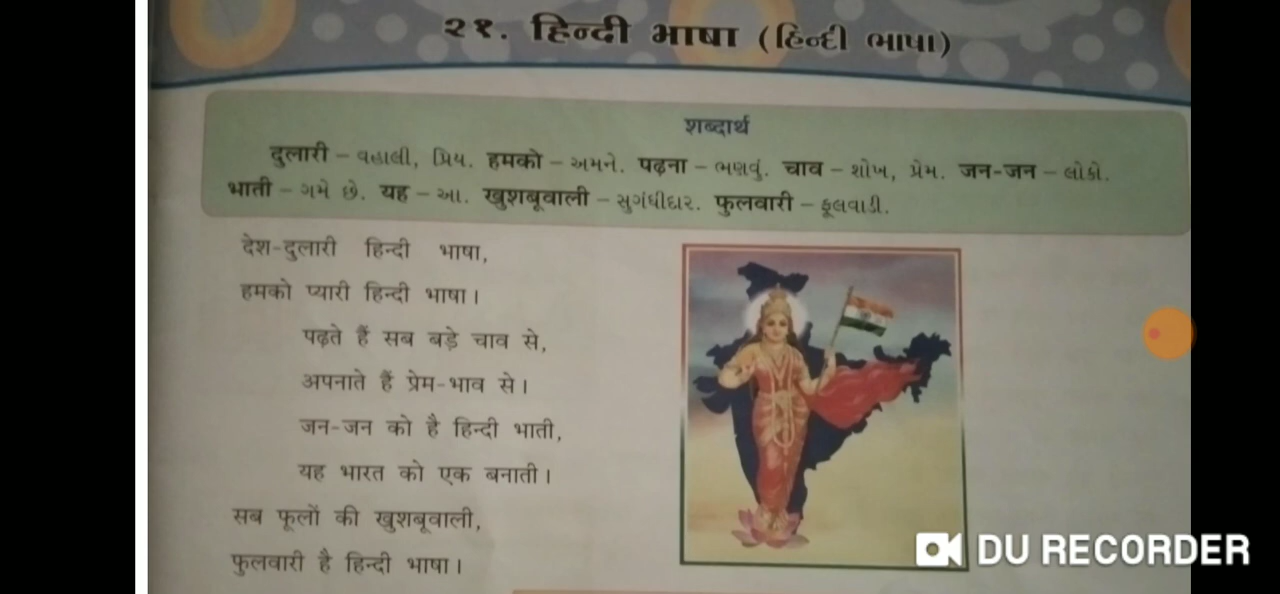 २१. हिन्दी भाषा (હિન્દી ભાષા)
शब्दार्थ
दुलारी – વહાલી, પ્રિય. हमको – અમને. पढ़ना – ભણવું. चाव – શોખ, પ્રેમ. जन-जन – લોકો.
भाती – ગમે છે. यह – આ. खुशबूवाली – સુગંધીદાર. फुलवारी – ફૂલવાડી.
देश-दुलारी हिन्दी भाषा,
हमको प्यारी हिन्दी भाषा।
पढ़ते हैं सब बड़े चाव से,
अपनाते हैं प्रेम-भाव से।
जन-जन को है हिन्दी भाती,
यह भारत को एक बनाती।
सब फूलों की खुशबूवाली,
फुलवारी है हिन्दी भाषा।
DU RECORDER